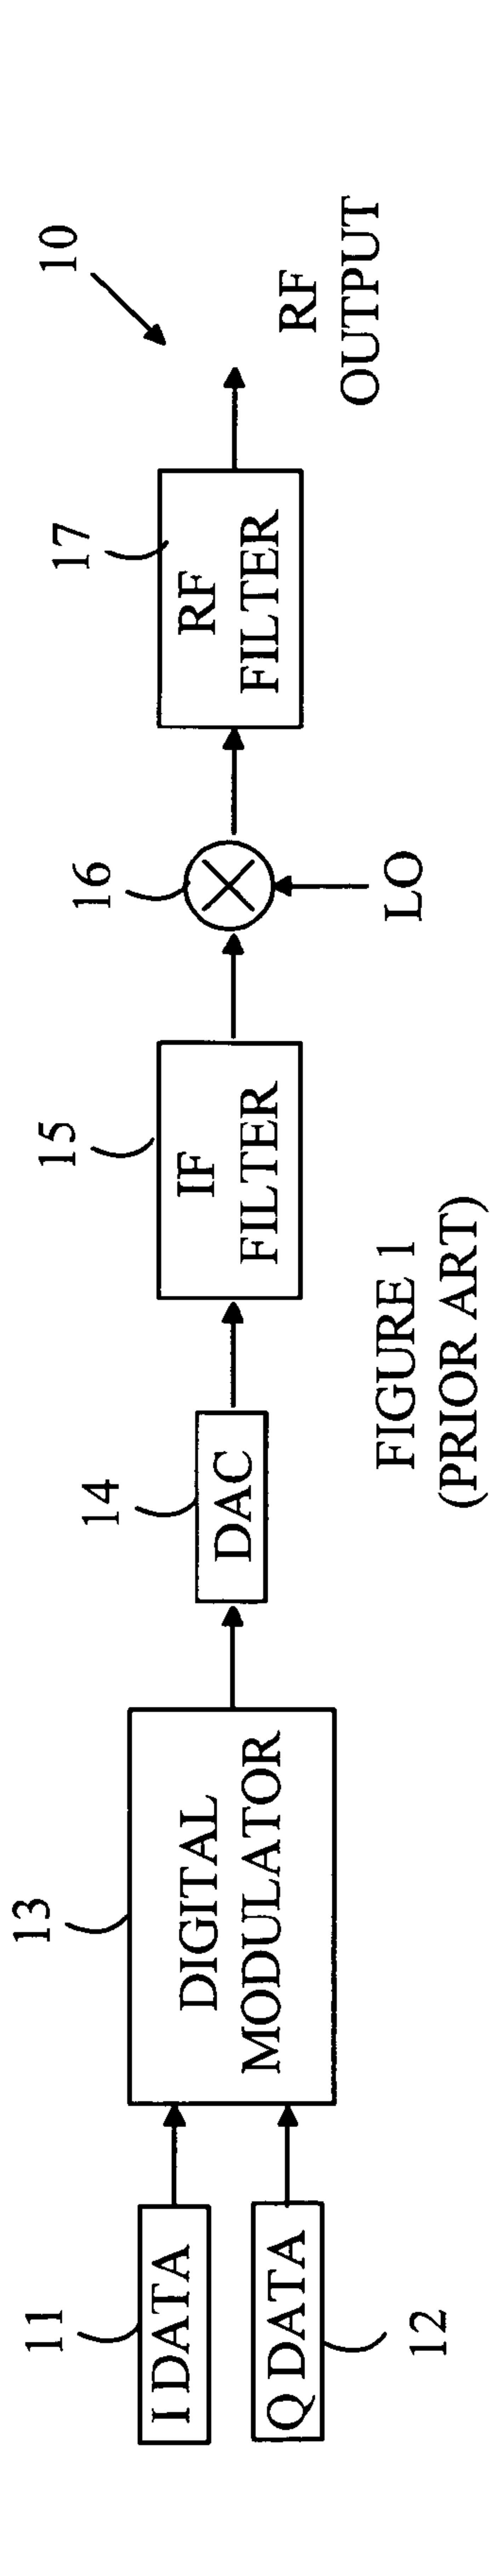 10
11
I DATA
Q DATA
12
13
DIGITAL
MODULATOR
14
DAC
15
IF
FILTER
16
LO
17
RF
FILTER
RF
OUTPUT
FIGURE 1
(PRIOR ART)